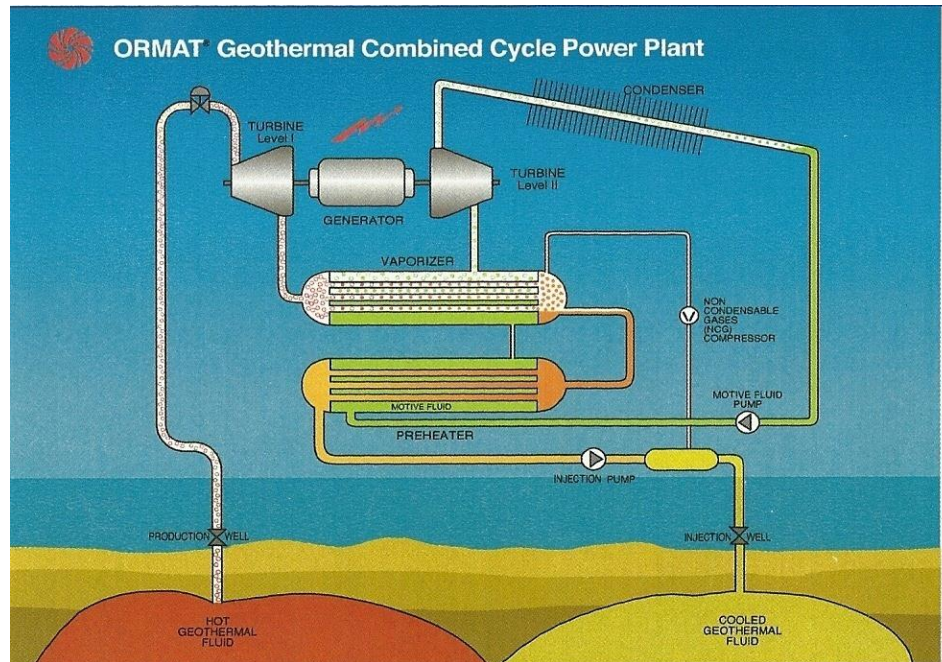 ORMAT® Geothermal Combined Cycle Power Plant
CONDENSER
TURBINE
Level I
TURBINE
Level II
GENERATOR
VAPORIZER
NON
CONDENSABLE
GASES
(NCG)
COMPRESSOR
MOTIVE FLUID
PUMP
MOTIVE FLUID
PREHEATER
INJECTION PUMP
PRODUCTION WELL
INJECTION WELL
HOT
GEOTHERMAL
FLUID
COOLED
GEOTHERMAL
FLUID